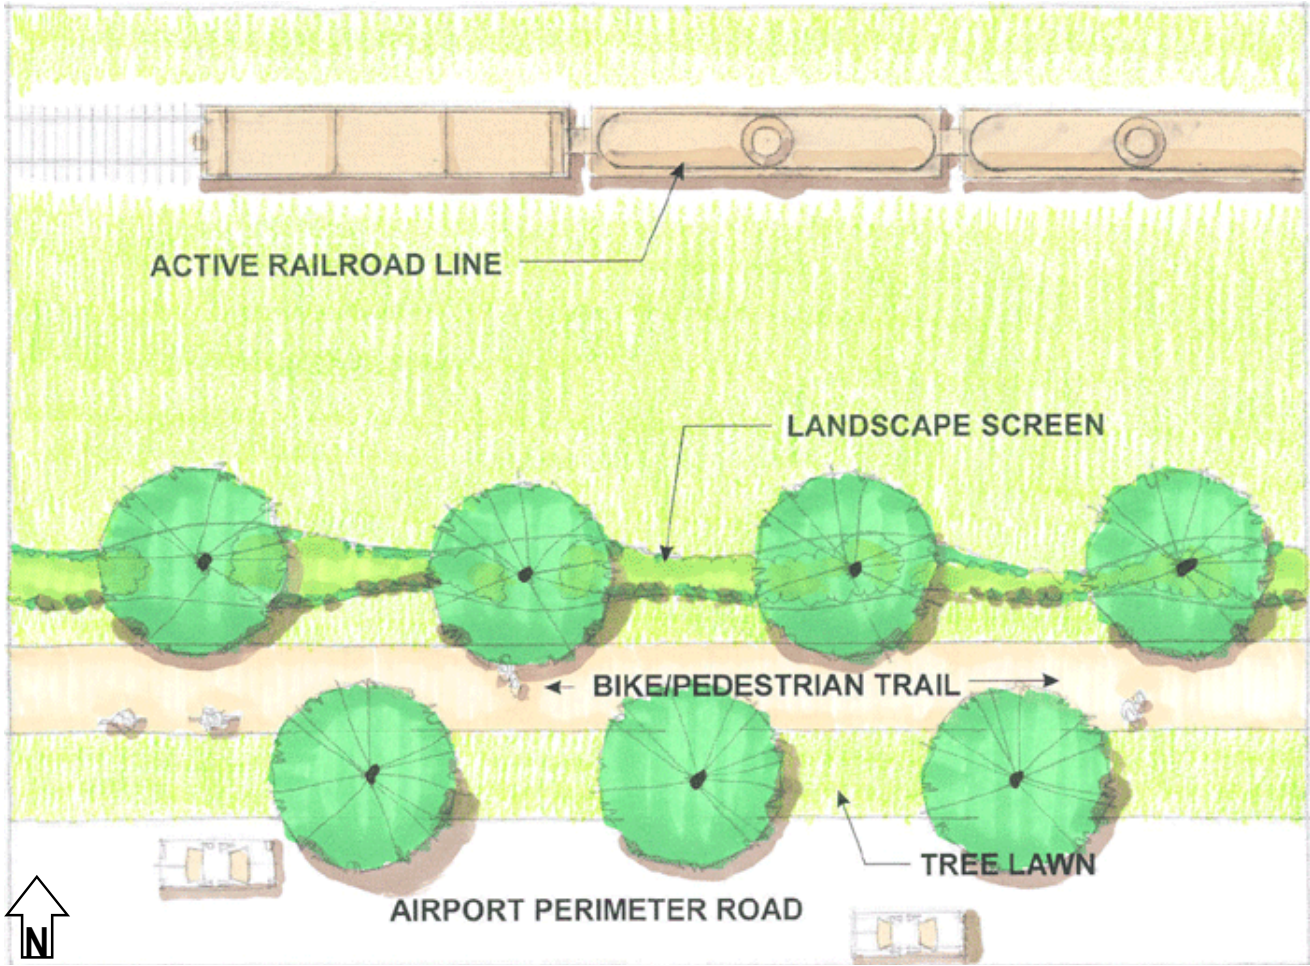 ACTIVE RAILROAD LINE
LANDSCAPE SCREEN
BIKE/PEDESTRIAN TRAIL
TREE LAWN
AIRPORT PERIMETER ROAD
N